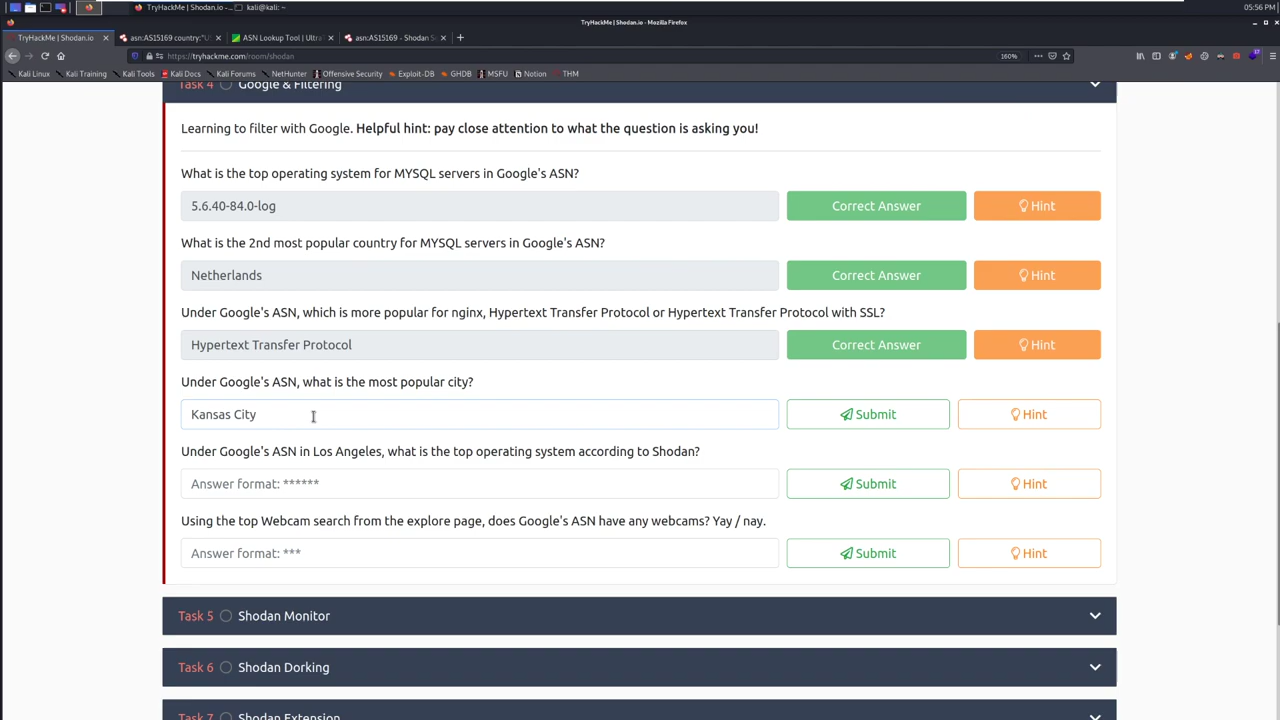 TryHackMe | Shodan.io - ...
kali@kali: ~
05:56 PM
TryHackMe | Shodan.io — Mozilla Firefox
TryHackMe | Shodan.io
asn:AS15169 country:"U
ASN Lookup Tool | Ultra
asn:AS15169 - Shodan S
https://tryhackme.com/room/shodan
160%
Kali Linux
Kali Training
Kali Tools
Kali Docs
Kali Forums
NetHunter
Offensive Security
Exploit-DB
GHDB
MSFU
Notion
THM
Task 4
Google & Filtering
Learning to filter with Google. Helpful hint: pay close attention to what the question is asking you!
What is the top operating system for MYSQL servers in Google's ASN?
5.6.40-84.0-log
Correct Answer
Hint
What is the 2nd most popular country for MYSQL servers in Google's ASN?
Netherlands
Correct Answer
Hint
Under Google's ASN, which is more popular for nginx, Hypertext Transfer Protocol or Hypertext Transfer Protocol with SSL?
Hypertext Transfer Protocol
Correct Answer
Hint
Under Google's ASN, what is the most popular city?
Kansas City
Submit
Hint
Under Google's ASN in Los Angeles, what is the top operating system according to Shodan?
Answer format: ******
Submit
Hint
Using the top Webcam search from the explore page, does Google's ASN have any webcams? Yay / nay.
Answer format: ***
Submit
Hint
Task 5
Shodan Monitor
Task 6
Shodan Dorking
Task 7
Shodan Extension